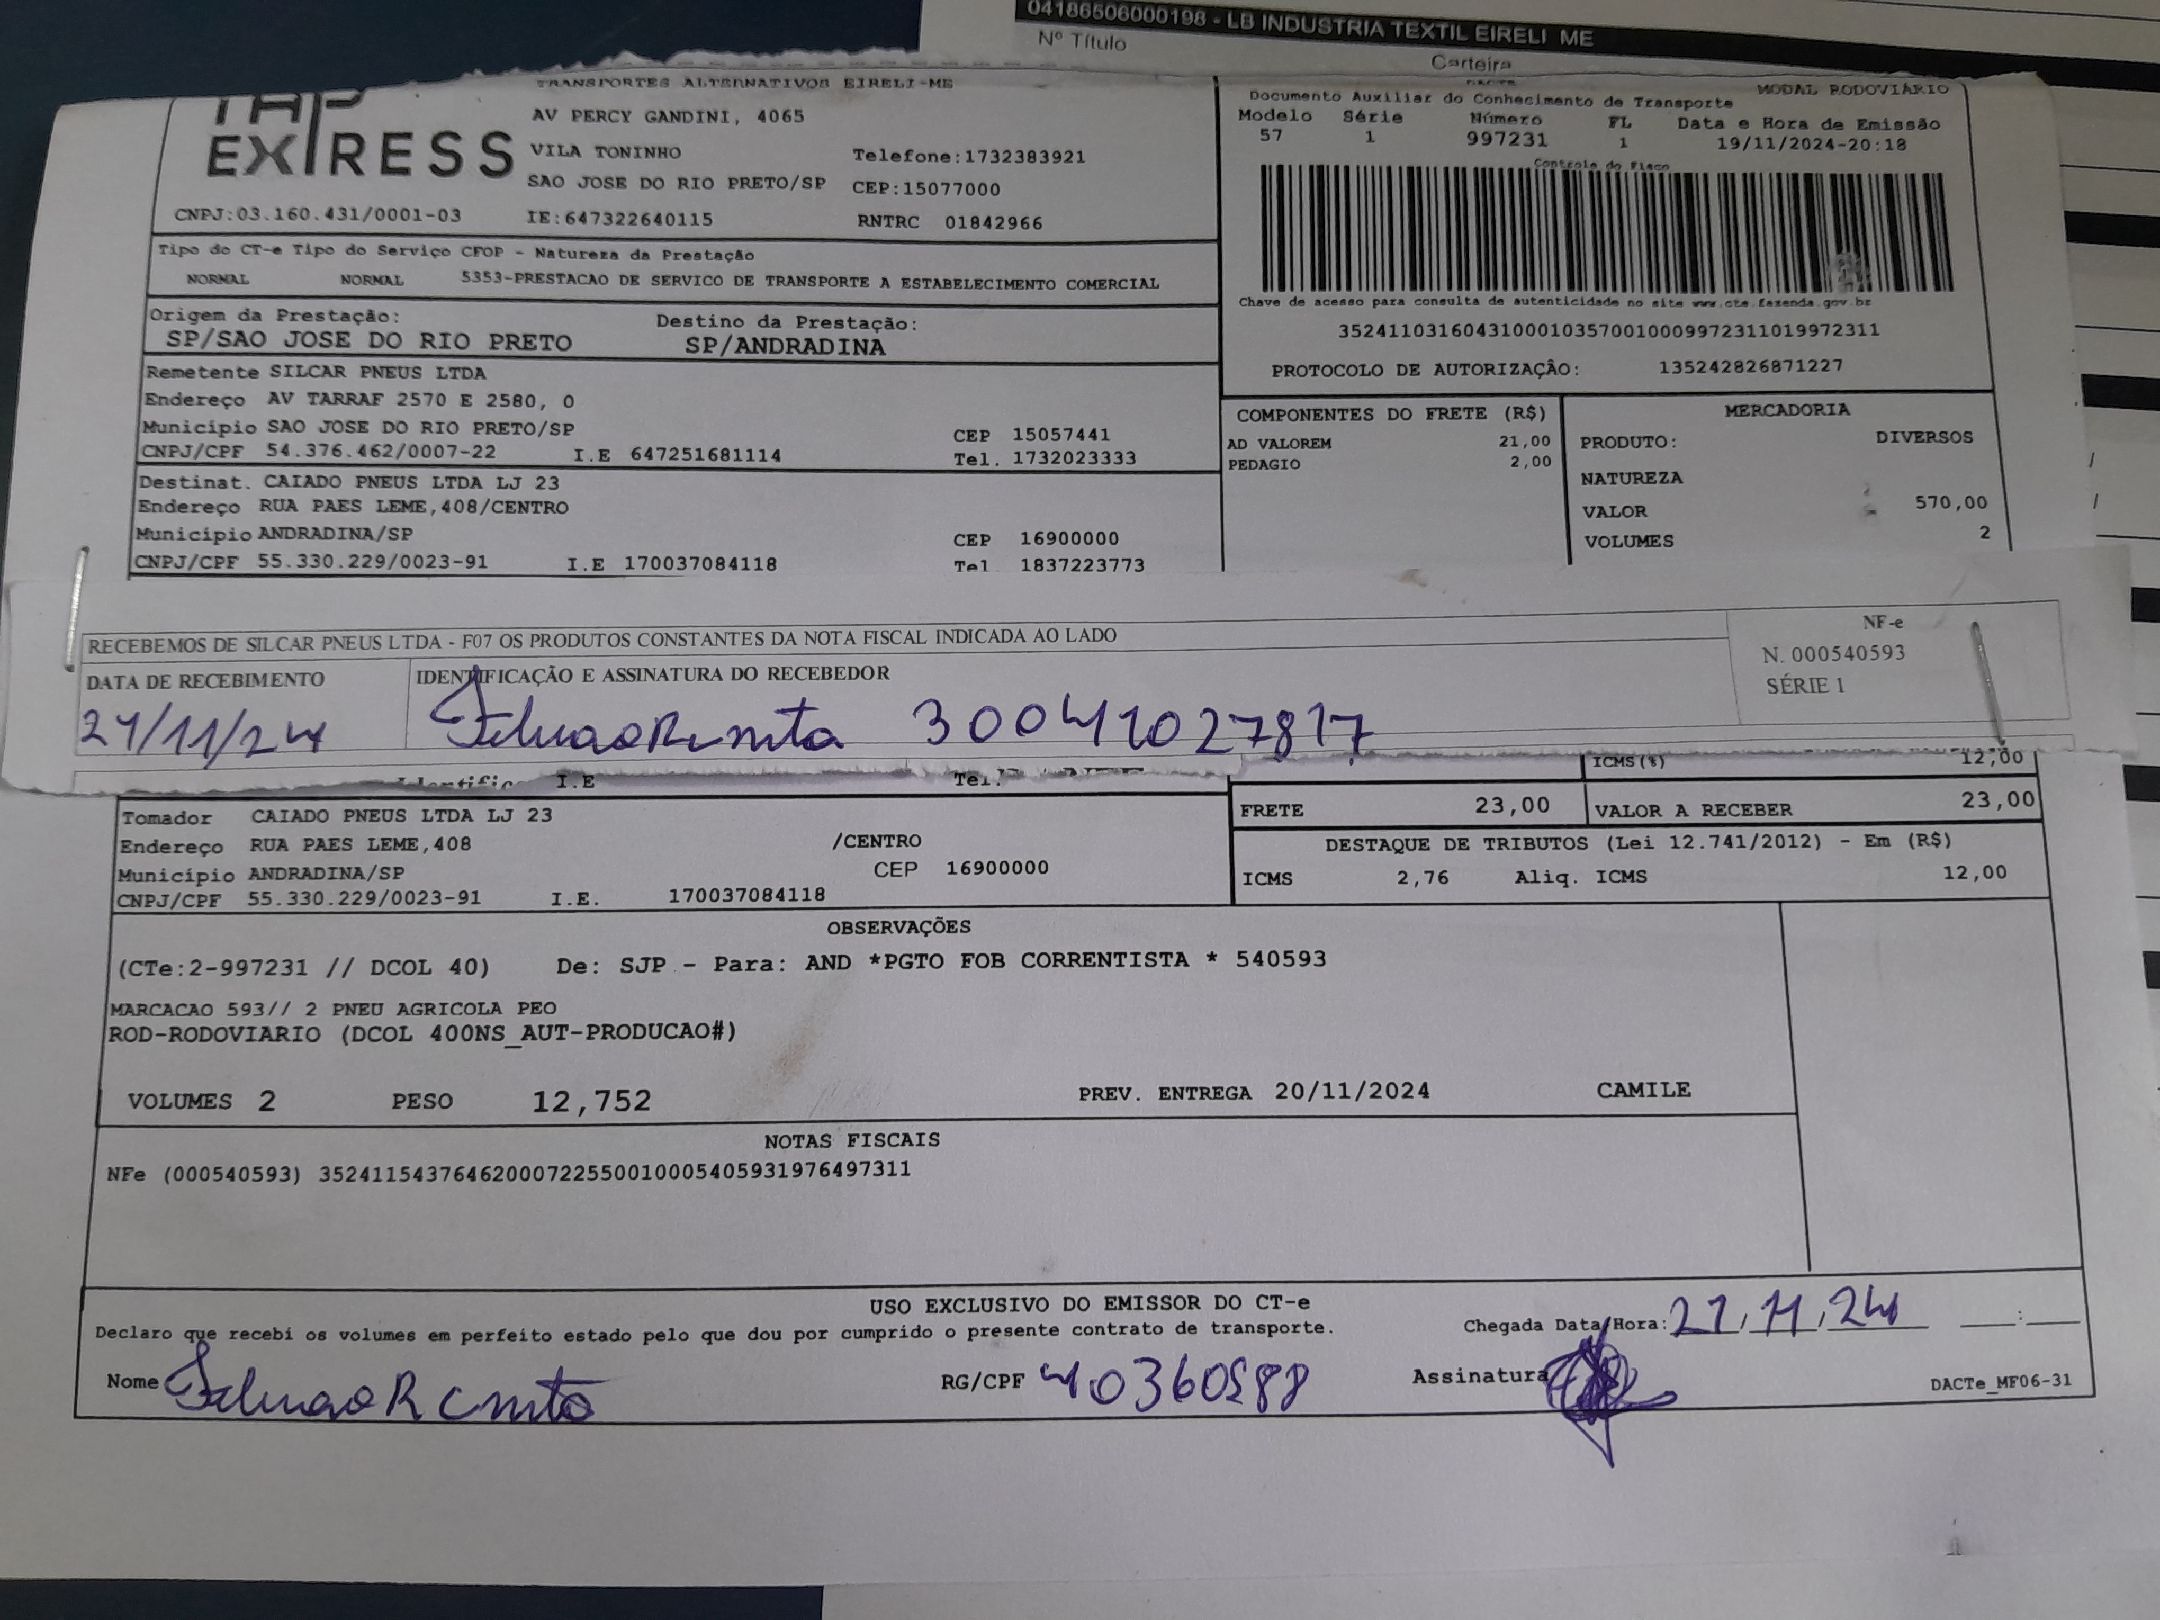 04186506000198 - LB INDUSTRIA TEXTIL EIRELI ME
Nº Título
Carteira
TRANSPORTES ALTERNATIVOS EIRELI-ME
TAP EXPRESS
AV PERCY GANDINI, 4065
VILA TONINHO
Telefone:1732383921
SAO JOSE DO RIO PRETO/SP
CEP:15077000
CNPJ:03.160.431/0001-03
IE:647322640115
RNTRC 01842966
MODAL RODOVIÁRIO
Documento Auxiliar do Conhecimento de Transporte
Modelo Série Número FL Data e Hora de Emissão
57 1 997231 1 19/11/2024-20:18
Controle do Fisco
Chave de acesso para consulta de autenticidade no site www.cte.fazenda.gov.br
35241103160431000103570010009972311019972311
PROTOCOLO DE AUTORIZAÇÂO: 135242826871227
Tipo do CT-e Tipo do Serviço CFOP - Natureza da Prestação
NORMAL NORMAL 5353-PRESTACAO DE SERVICO DE TRANSPORTE A ESTABELECIMENTO COMERCIAL
Origem da Prestação: Destino da Prestação:
SP/SAO JOSE DO RIO PRETO SP/ANDRADINA
Remetente SILCAR PNEUS LTDA
Endereço AV TARRAF 2570 E 2580, 0
Município SAO JOSE DO RIO PRETO/SP CEP 15057441
CNPJ/CPF 54.376.462/0007-22 I.E 647251681114 Tel. 1732023333
Destinat. CAIADO PNEUS LTDA LJ 23
Endereço RUA PAES LEME,408/CENTRO
Município ANDRADINA/SP CEP 16900000
CNPJ/CPF 55.330.229/0023-91 I.E 170037084118 Tel 1837223773
COMPONENTES DO FRETE (R$)
AD VALOREM 21,00
PEDAGIO 2,00
MERCADORIA
PRODUTO: DIVERSOS
NATUREZA
VALOR 570,00
VOLUMES 2
RECEBEMOS DE SILCAR PNEUS LTDA - F07 OS PRODUTOS CONSTANTES DA NOTA FISCAL INDICADA AO LADO
NF-e
N. 000540593
SÉRIE 1
DATA DE RECEBIMENTO
IDENTIFICAÇÃO E ASSINATURA DO RECEBEDOR
21/11/24
30041027817
I.E Tel.
ICMS(%) 12,00
FRETE 23,00 VALOR A RECEBER 23,00
Tomador CAIADO PNEUS LTDA LJ 23
Endereço RUA PAES LEME,408 /CENTRO
Município ANDRADINA/SP CEP 16900000
CNPJ/CPF 55.330.229/0023-91 I.E. 170037084118
DESTAQUE DE TRIBUTOS (Lei 12.741/2012) - Em (R$)
ICMS 2,76 Aliq. ICMS 12,00
OBSERVAÇÕES
(CTe:2-997231 // DCOL 40) De: SJP - Para: AND *PGTO FOB CORRENTISTA * 540593
MARCACAO 593// 2 PNEU AGRICOLA PEO
ROD-RODOVIARIO (DCOL 400NS_AUT-PRODUCAO#)
VOLUMES 2 PESO 12,752 PREV. ENTREGA 20/11/2024 CAMILE
NOTAS FISCAIS
NFe (000540593) 35241154376462000722550010005405931976497311
USO EXCLUSIVO DO EMISSOR DO CT-e
Declaro que recebi os volumes em perfeito estado pelo que dou por cumprido o presente contrato de transporte.
Chegada Data/Hora: 21/11/24 :
Nome
RG/CPF 40360588
Assinatura
DACTe_MF06-31